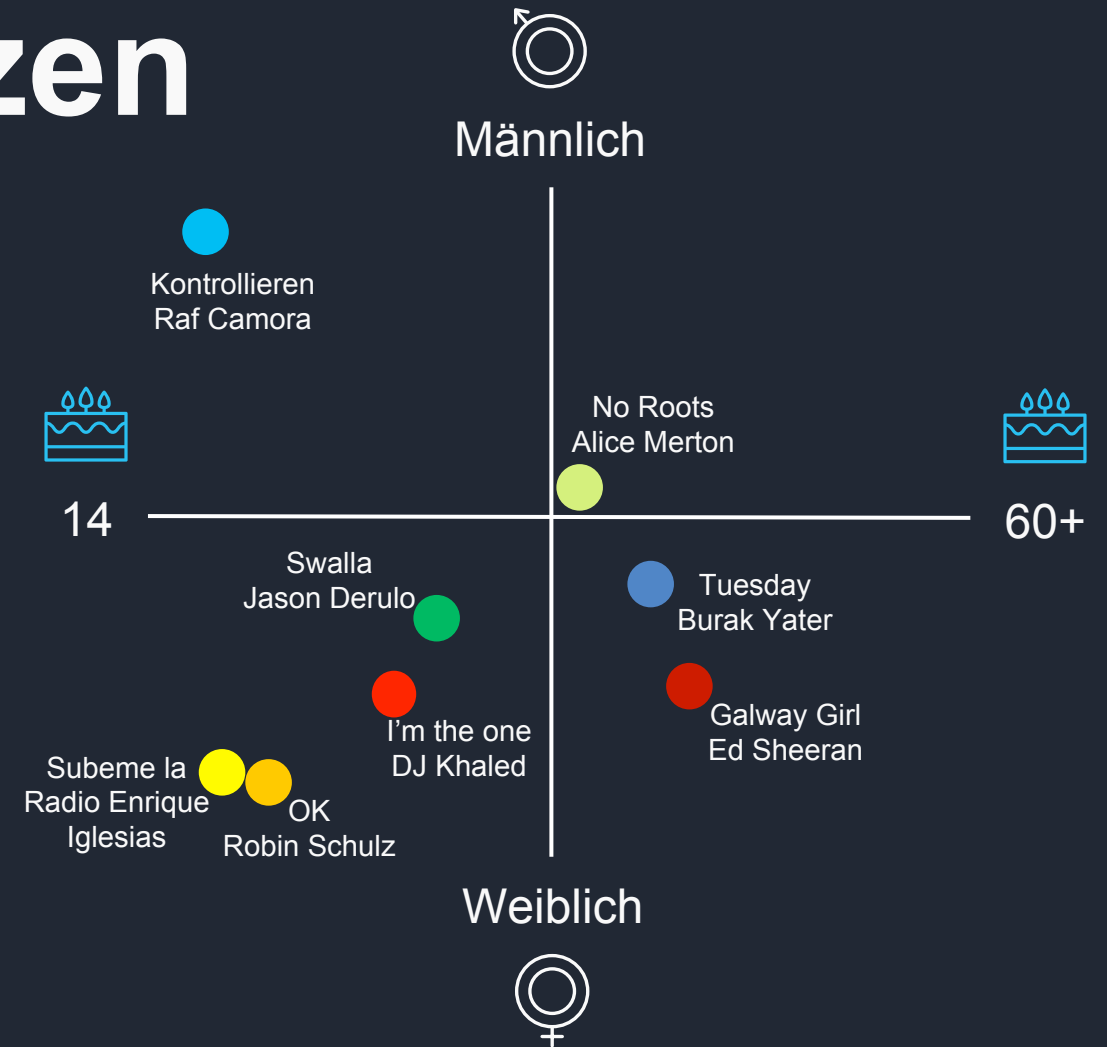 zen
Männlich
Kontrollieren
Raf Camora
No Roots
Alice Merton
14
60+
Swalla
Jason Derulo
Tuesday
Burak Yater
I'm the one
DJ Khaled
Galway Girl
Ed Sheeran
Subeme la
Radio Enrique
Iglesias
OK
Robin Schulz
Weiblich